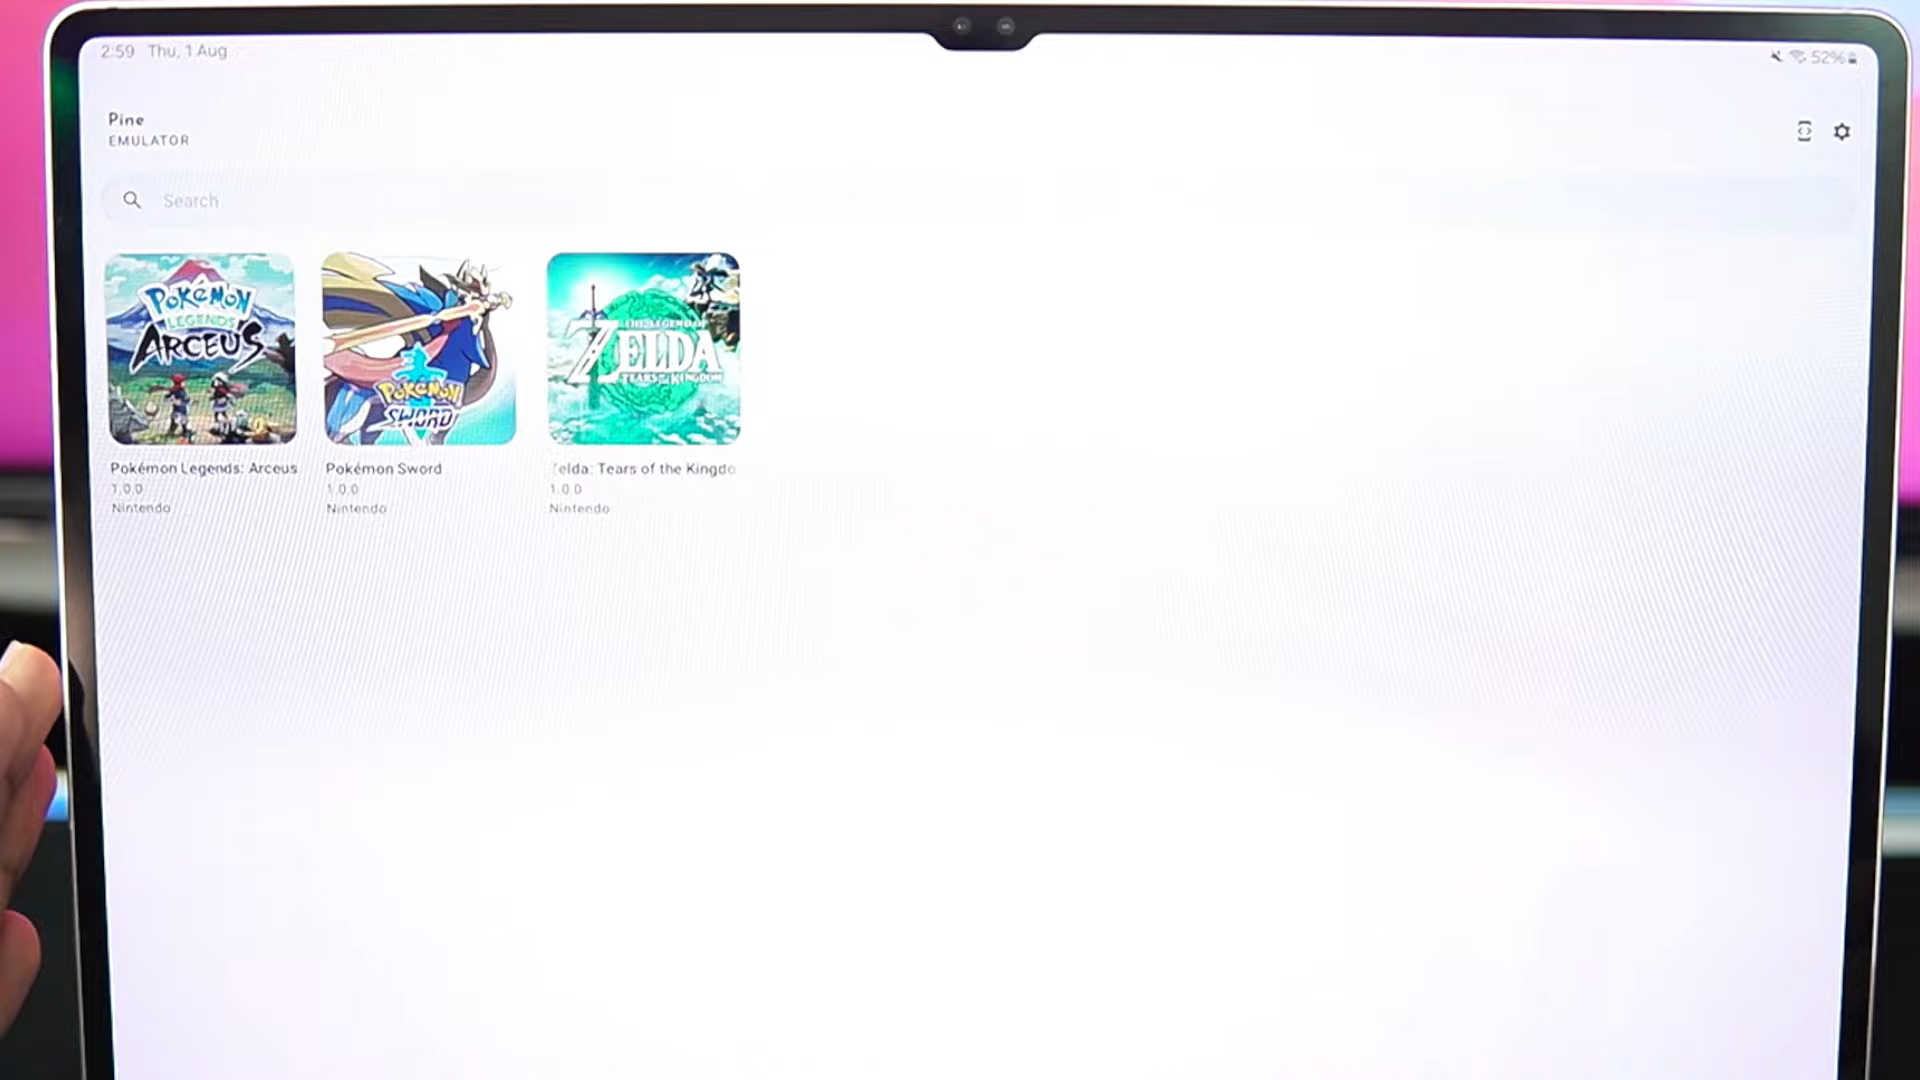 2:59 Thu, 1 Aug
52%
Pine
EMULATOR
Search
POKÉMON
LEGENDS
ARCEUS
POKÉMON
SWORD
THE LEGEND OF
ZELDA
TEARS OF THE KINGDOM
Pokémon Legends: Arceus
1.0.0
Nintendo
Pokémon Sword
1.0.0
Nintendo
elda: Tears of the Kingdo
1.0.0
Nintendo